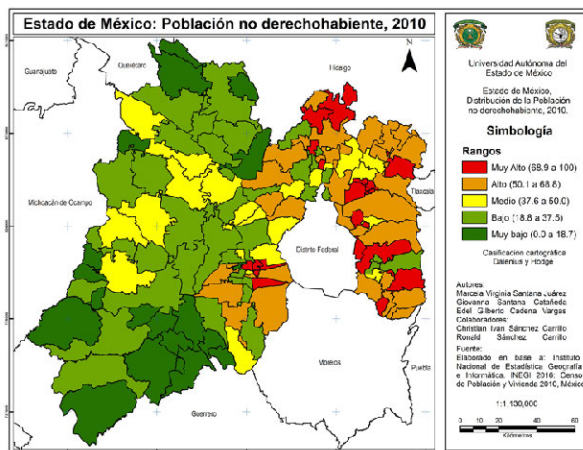 Estado de México: Población no derechohabiente, 2010
Guanajuato
Querétaro
Hidalgo
N
Michoacán de Ocampo
Tlaxcala
Distrito Federal
Morelos
Puebla
Guerrero
Universidad Autónoma del
Estado de México
Estado de México,
Distribución de la Población
no derechohabiente, 2010.
Simbología
Rangos
Muy Alto (68.9 a 100)
Alto (50.1 a 68.8)
Medio (37.6 a 50.0)
Bajo (18.8 a 37.5)
Muy bajo (0.0 a 18.7)
Clasificación cartográfica
Dalenius y Hodge
Autores:
Marcela Virginia Santana Juárez
Giovanna Santana Castañeda
Edel Gilberto Cadena Vargas
Colaboradores:
Christian Ivan Sánchez Carrillo
Ronald Sánchez Carrillo
Fuente:
Elaborado en base a: Instituto
Nacional de Estadística Geografía
e Informática, INEGI 2016: Censo
de Población y Vivienda 2010, México
1:1,130,000
0 10 20 40 60
Kilómetros